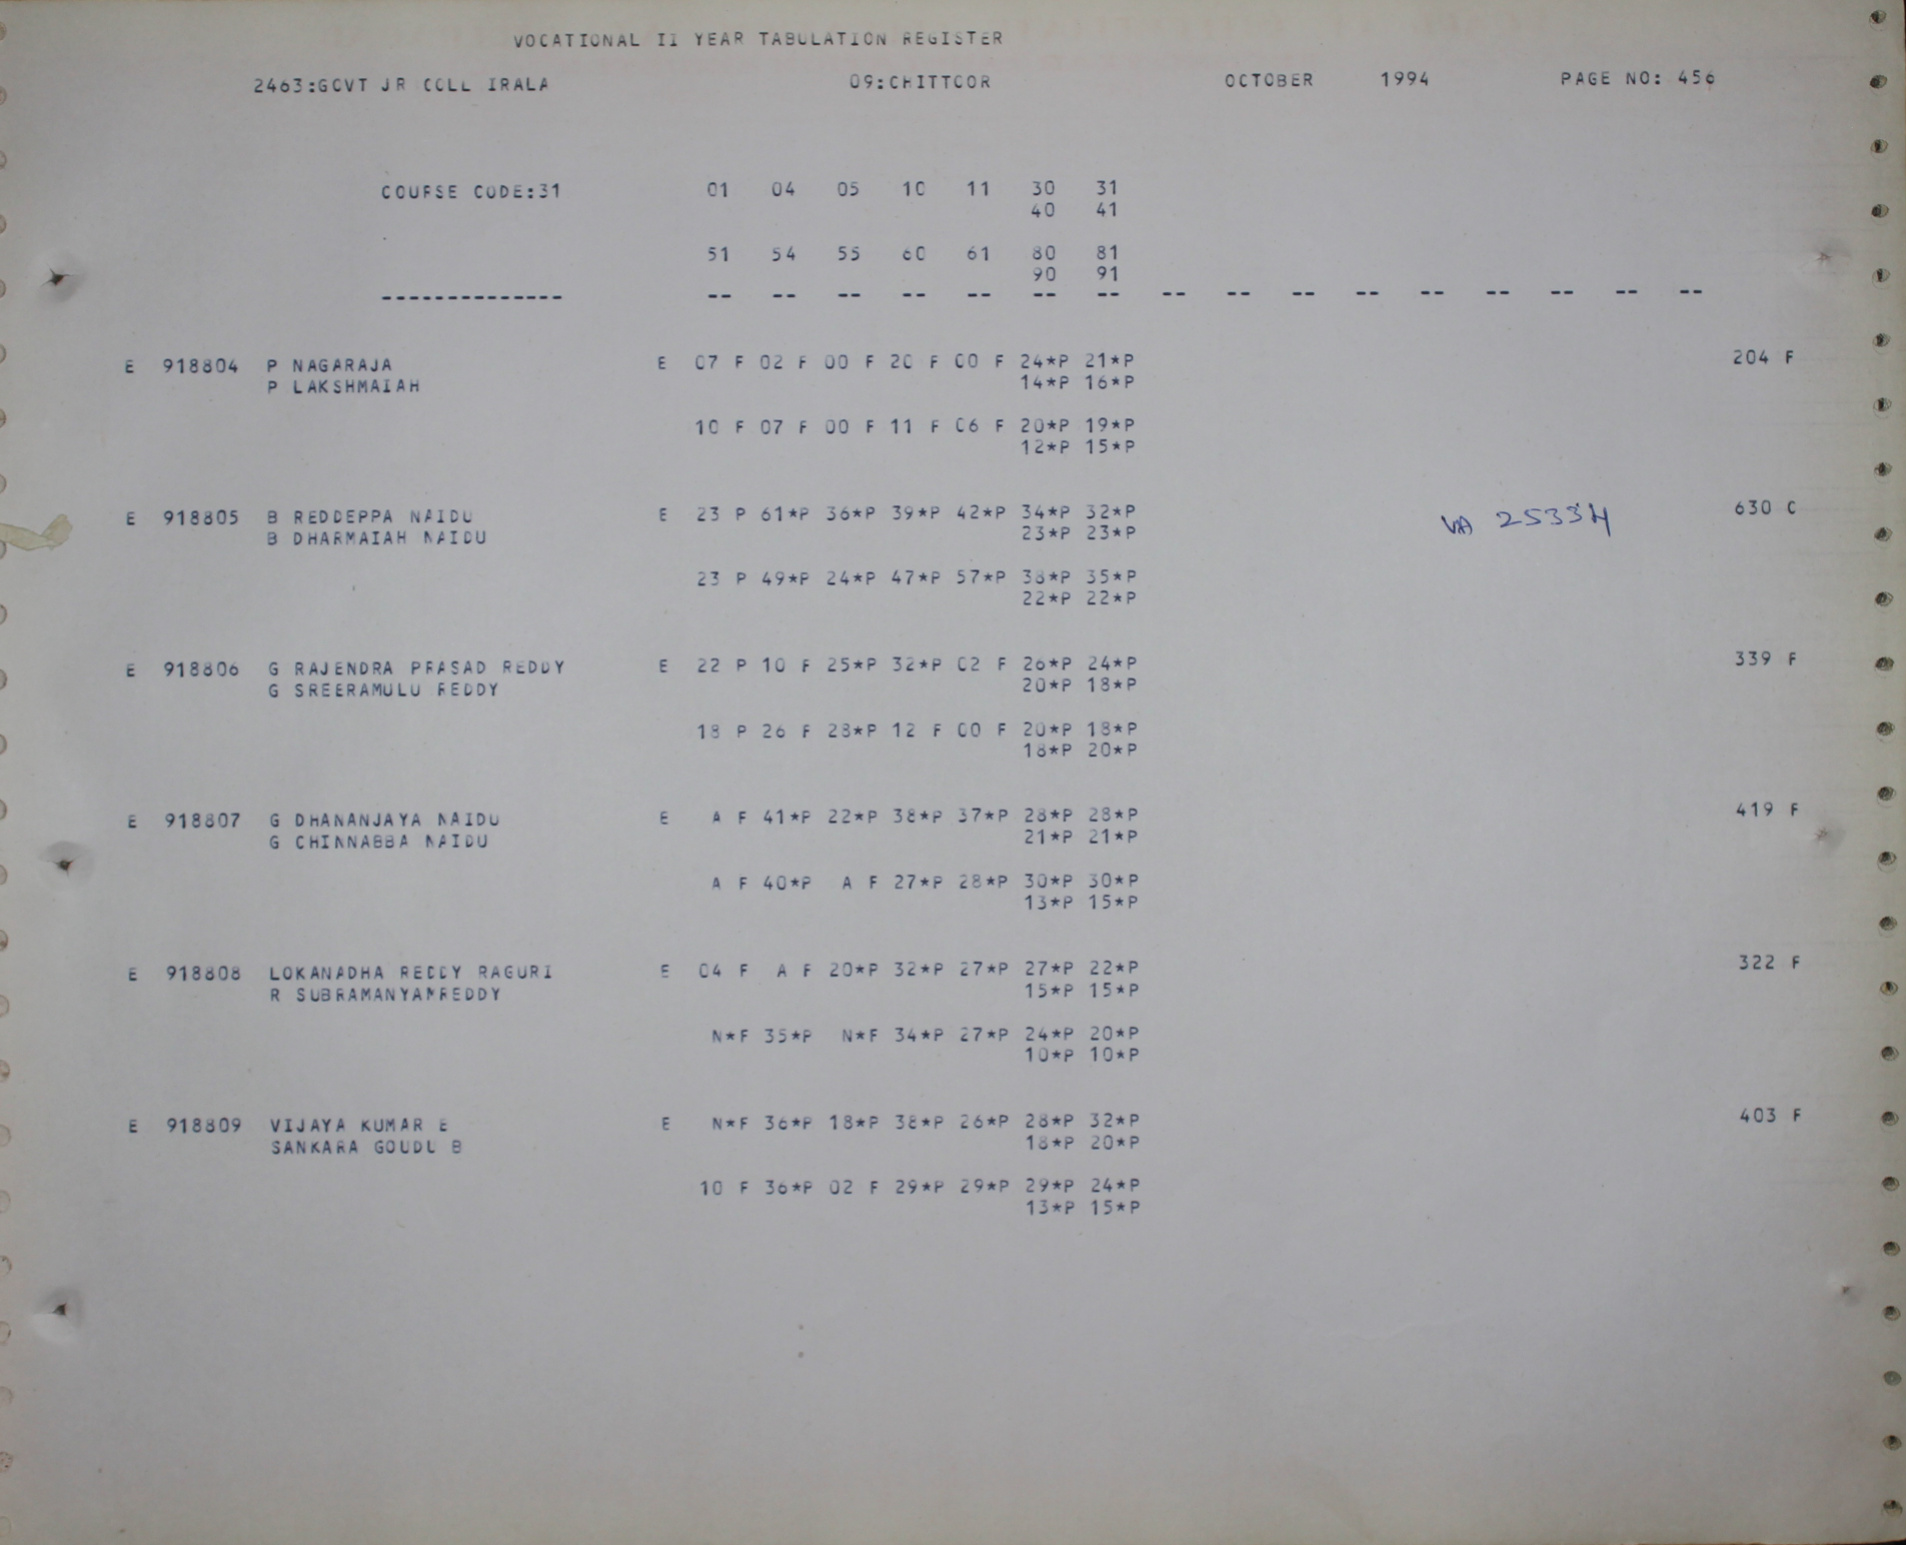 VOCATIONAL II YEAR TABULATION REGISTER
2463:GOVT JR COLL IRALA 09:CHITTOOR OCTOBER 1994 PAGE NO: 456
COURSE CODE:31 01 04 05 10 11 30 31
40 41
51 54 55 60 61 80 81
90 91
-------------- -- -- -- -- -- -- -- -- -- -- -- -- -- -- -- --
E 918804 P NAGARAJA E 07 F 02 F 00 F 20 F 00 F 24*P 21*P 204 F
P LAKSHMAIAH 14*P 16*P
10 F 07 F 00 F 11 F 06 F 20*P 19*P
12*P 15*P
E 918805 B REDDEPPA NAIDU E 23 P 61*P 36*P 39*P 42*P 34*P 32*P VA 25334 630 C
B DHARMAIAH NAIDU 23*P 23*P
23 P 49*P 24*P 47*P 57*P 38*P 35*P
22*P 22*P
E 918806 G RAJENDRA PRASAD REDDY E 22 P 10 F 25*P 32*P 02 F 26*P 24*P 339 F
G SREERAMULU REDDY 20*P 18*P
18 P 26 F 28*P 12 F 00 F 20*P 18*P
18*P 20*P
E 918807 G DHANANJAYA NAIDU E A F 41*P 22*P 38*P 37*P 28*P 28*P 419 F
G CHINNABBA NAIDU 21*P 21*P
A F 40*P A F 27*P 28*P 30*P 30*P
13*P 15*P
E 918808 LOKANADHA REDDY RAGURI E 04 F A F 20*P 32*P 27*P 27*P 22*P 322 F
R SUBRAMANYAMREDDY 15*P 15*P
N*F 35*P N*F 34*P 27*P 24*P 20*P
10*P 10*P
E 918809 VIJAYA KUMAR E E N*F 36*P 18*P 38*P 26*P 28*P 32*P 403 F
SANKARA GOUDU B 18*P 20*P
10 F 36*P 02 F 29*P 29*P 29*P 24*P
13*P 15*P